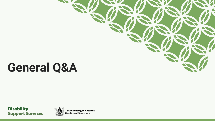 General Q&A
Disability
Support Services